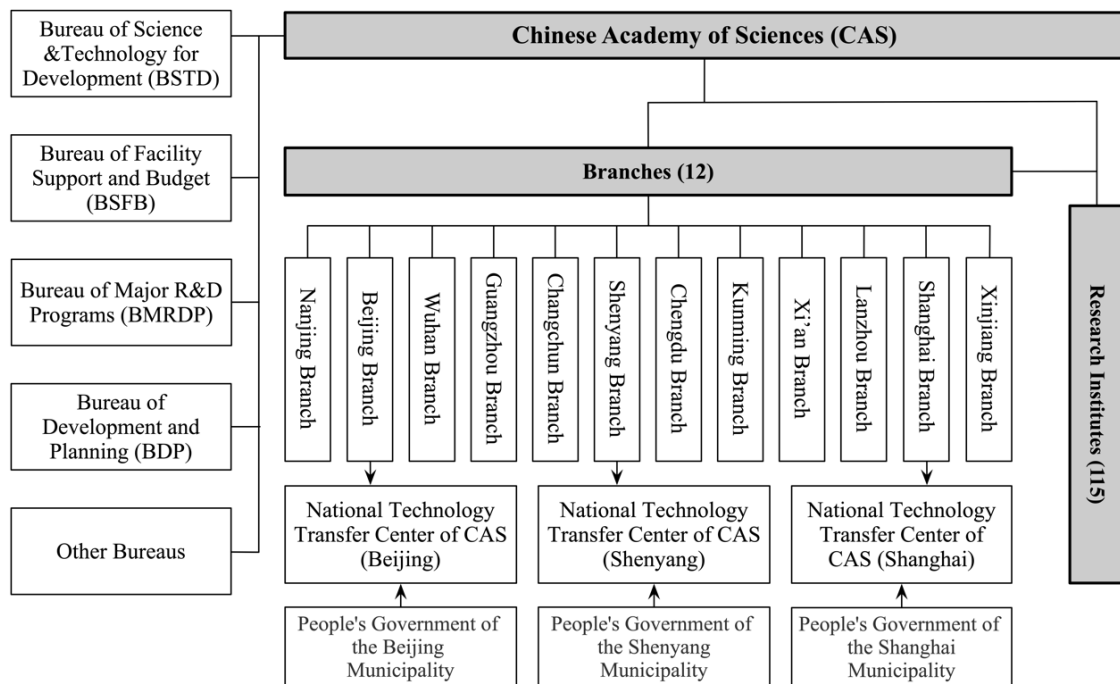 Bureau of Science
&Technology for
Development (BSTD)
Chinese Academy of Sciences (CAS)
Bureau of Facility
Support and Budget
(BSFB)
Branches (12)
Research Institutes (115)
Bureau of Major R&D
Programs (BMRDP)
Nanjing Branch
Beijing Branch
Wuhan Branch
Guangzhou Branch
Changchun Branch
Shenyang Branch
Chengdu Branch
Kunming Branch
Xi’an Branch
Lanzhou Branch
Shanghai Branch
Xinjiang Branch
Bureau of
Development and
Planning (BDP)
Other Bureaus
National Technology
Transfer Center of CAS
(Beijing)
National Technology
Transfer Center of CAS
(Shenyang)
National Technology
Transfer Center of
CAS (Shanghai)
People's Government of
the Beijing
Municipality
People's Government of
the Shenyang
Municipality
People's Government of
the Shanghai
Municipality